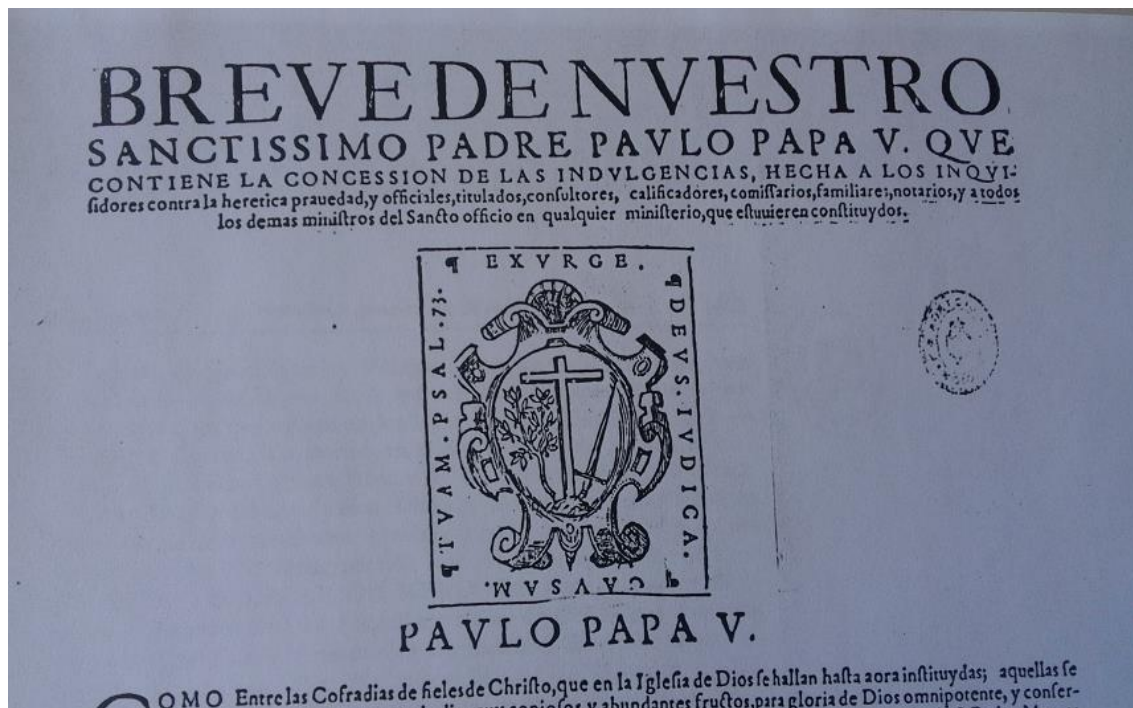 BREVE DE NVESTRO
SANCTISSIMO PADRE PAVLO PAPA V. QVE
CONTIENE LA CONCESSION DE LAS INDVLGENCIAS, HECHA A LOS INQVI-
ſidores contra la heretica prauedad, y officiales, titulados, conſultores, calificadores, comiſſarios, familiares, notarios, y a todos
los demas miniſtros del Sancto officio en qualquier miniſterio, que eſtuuieren conſtituydos.
¶ EXVRGE.
¶ DEVS. IVDICA.
¶ CAVSAM.
¶ TVAM. PSAL. 73.
PAVLO PAPA V.
COMO Entre las Cofradias de fieles de Chriſto, que en la Igleſia de Dios ſe hallan haſta aora inſtituydas; aquellas ſe
copioſos, y abundantes fructos, para gloria de Dios omnipotente, y conſer-